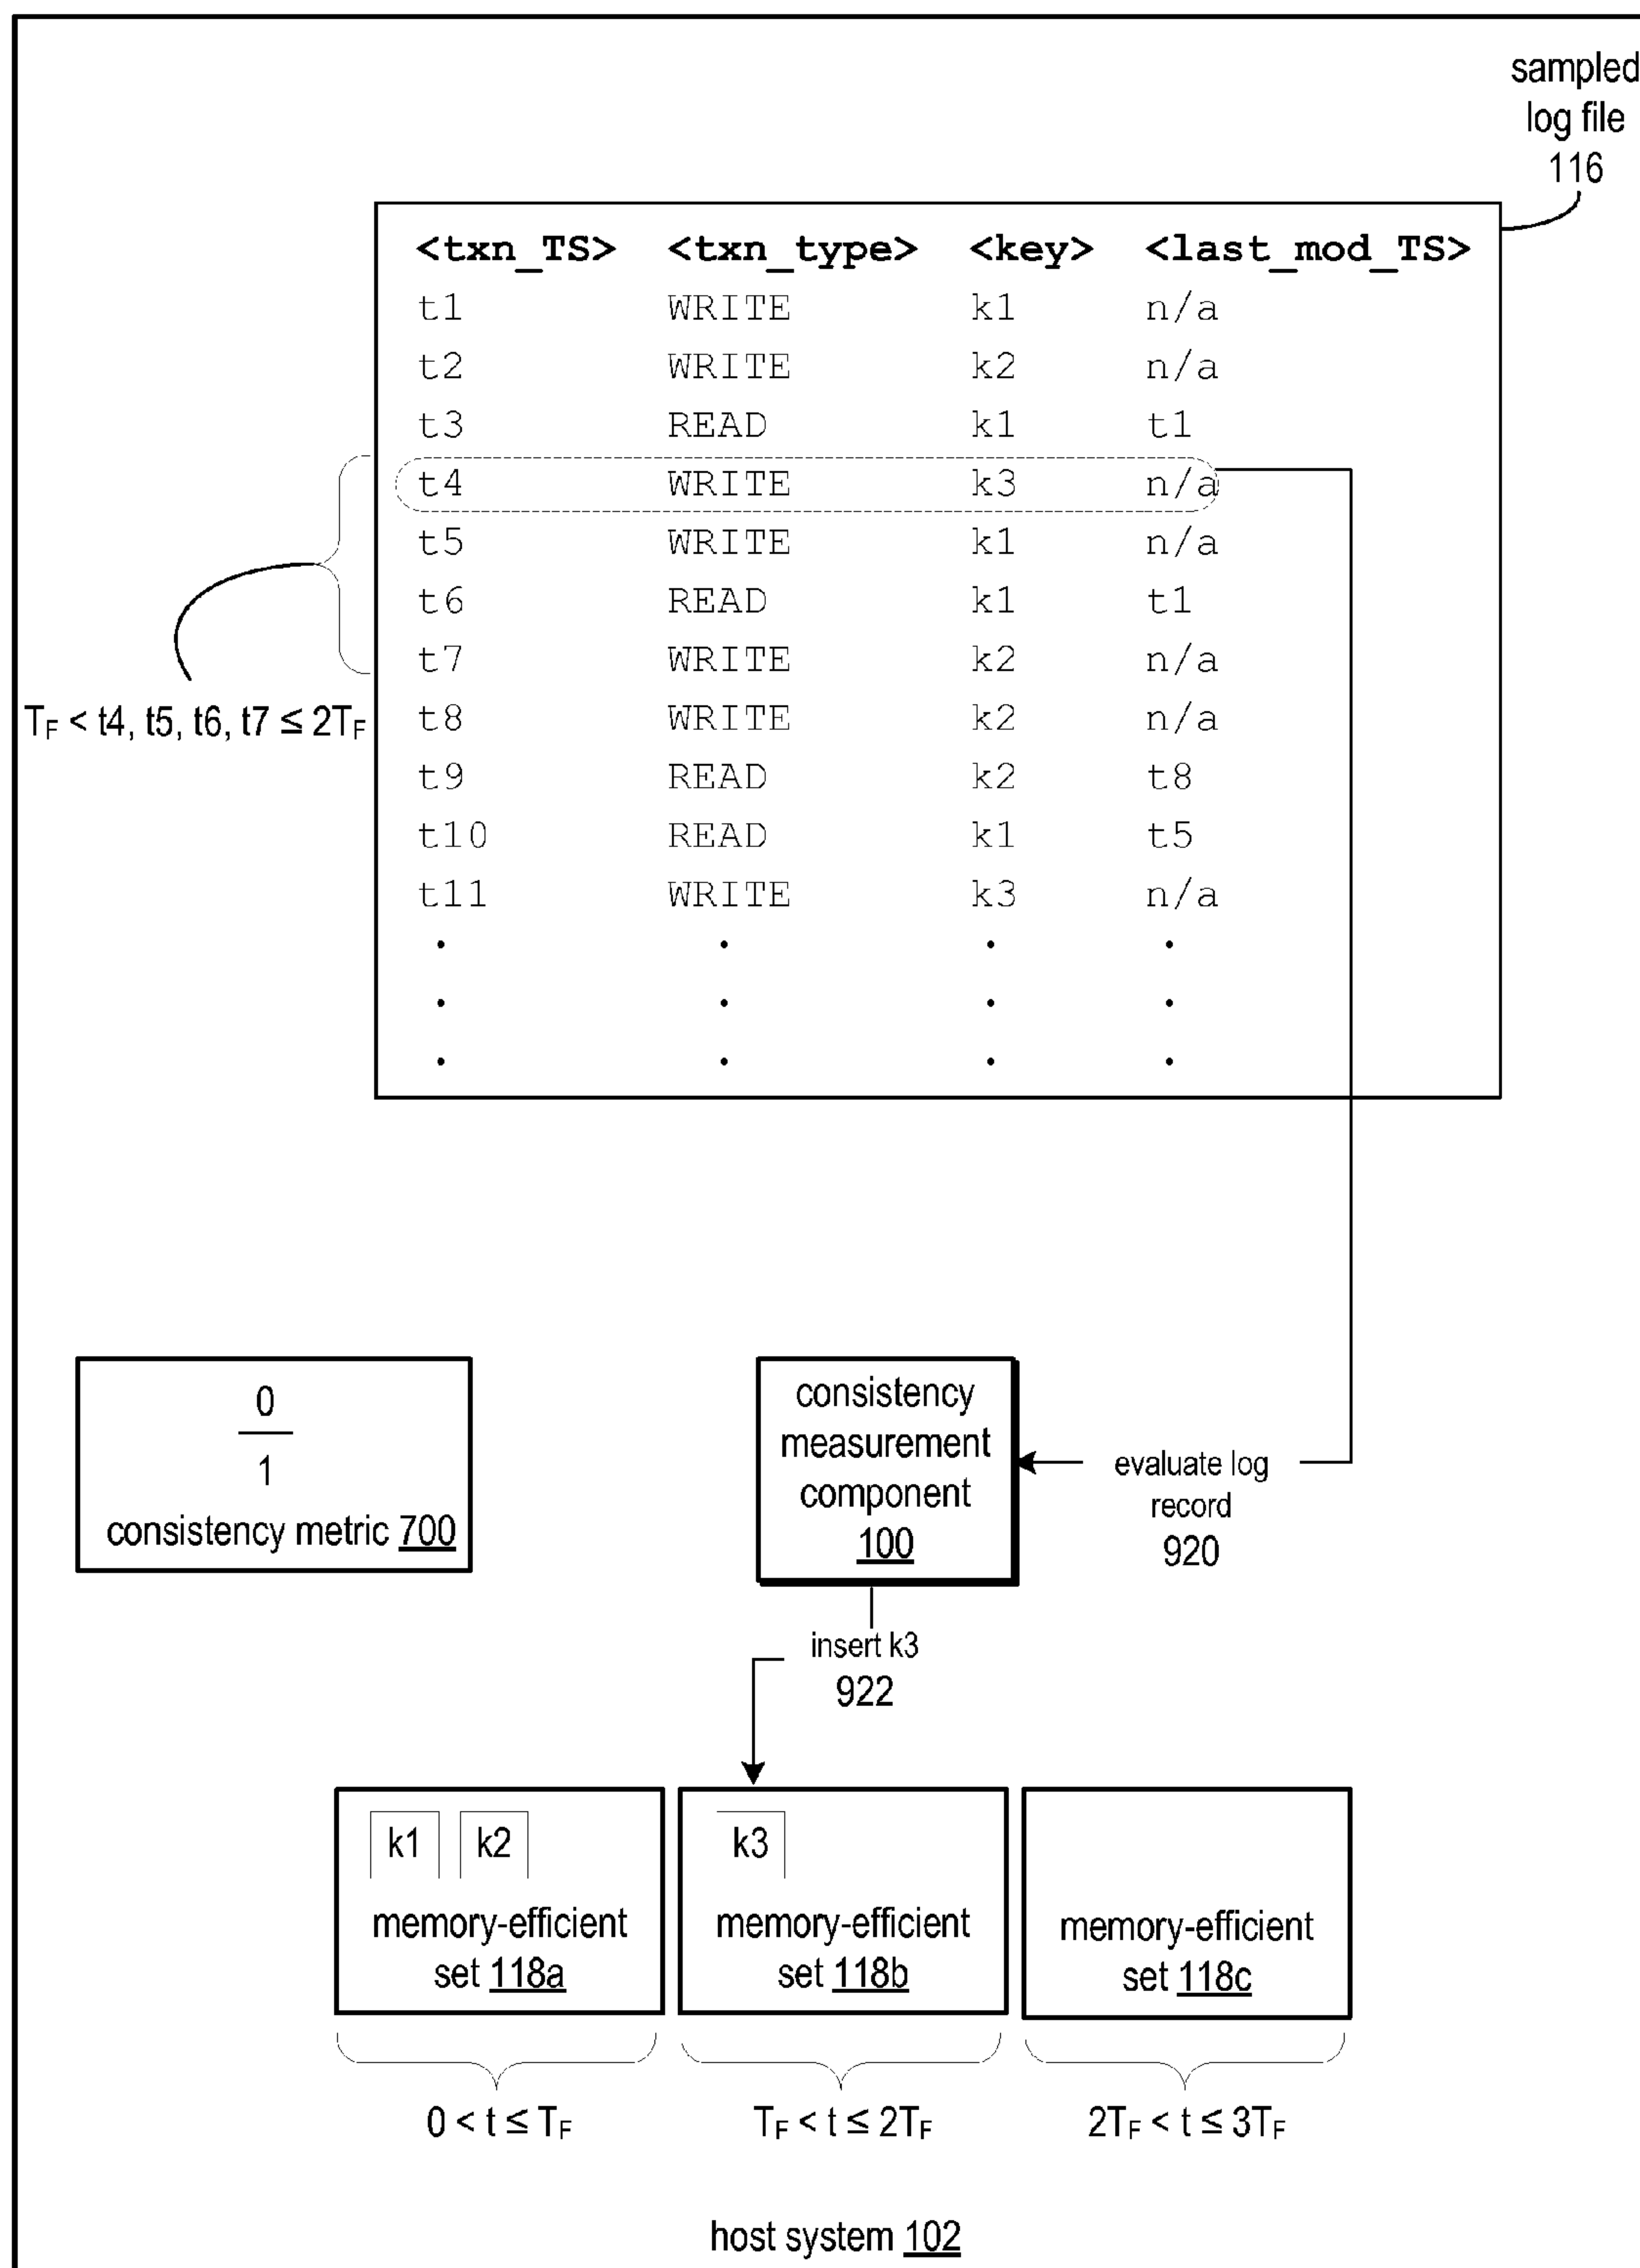 sampled
log file
116
<txn_TS> <txn_type> <key> <last_mod_TS>
t1 WRITE k1 n/a
t2 WRITE k2 n/a
t3 READ k1 t1
t4 WRITE k3 n/a
t5 WRITE k1 n/a
t6 READ k1 t1
t7 WRITE k2 n/a
TF < t4, t5, t6, t7 ≤ 2TF
t8 WRITE k2 n/a
t9 READ k2 t8
t10 READ k1 t5
t11 WRITE k3 n/a
. . . .
. . . .
. . . .
0
1
consistency metric 700
consistency
measurement
component
100
evaluate log
record
920
insert k3
922
k1 k2
memory-efficient
set 118a
k3
memory-efficient
set 118b
memory-efficient
set 118c
0 < t ≤ TF
TF < t ≤ 2TF
2TF < t ≤ 3TF
host system 102